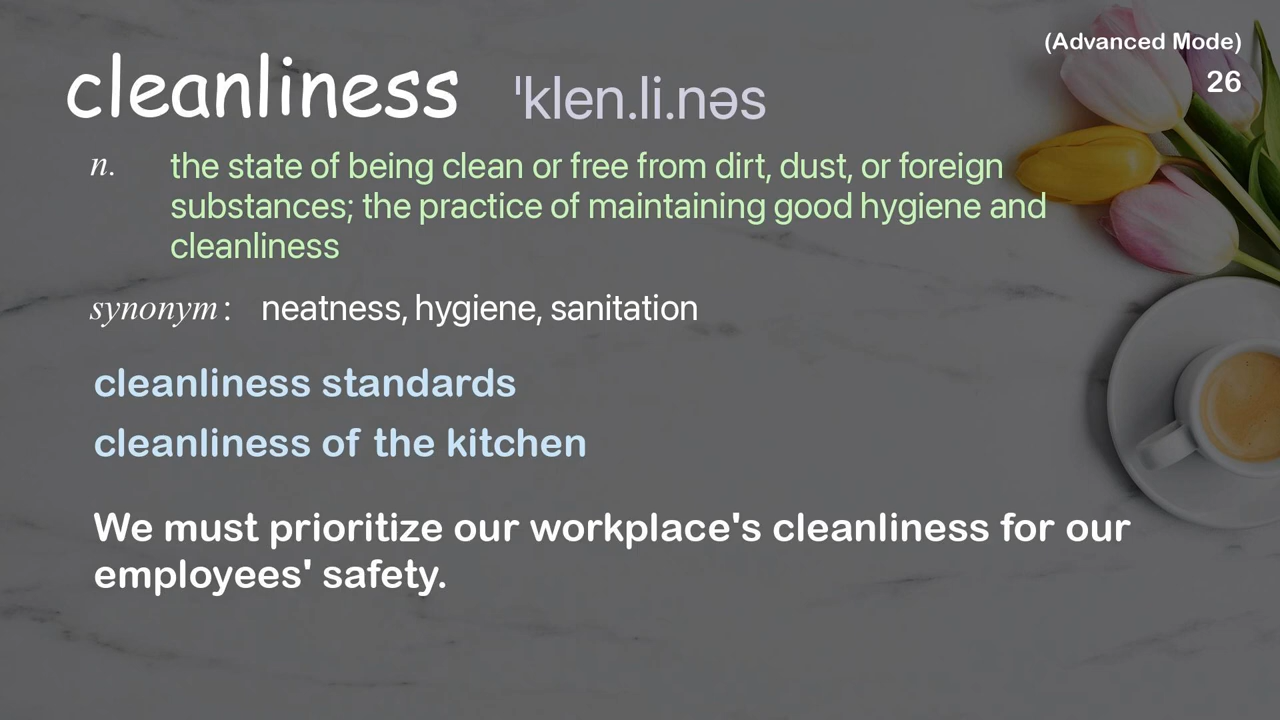 (Advanced Mode)
26
cleanliness ˈklen.li.nəs
n. the state of being clean or free from dirt, dust, or foreign
substances; the practice of maintaining good hygiene and
cleanliness
synonym: neatness, hygiene, sanitation
cleanliness standards
cleanliness of the kitchen
We must prioritize our workplace's cleanliness for our
employees' safety.